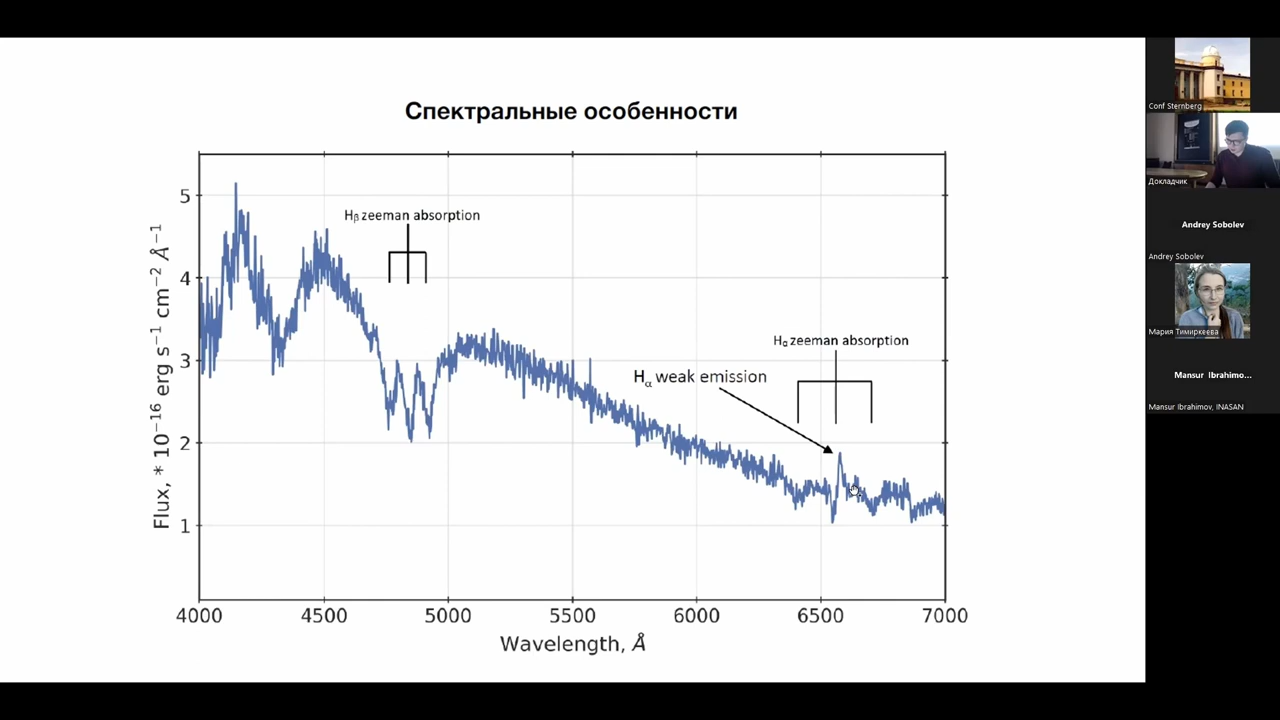 Спектральные особенности
Hβ zeeman absorption
Hα zeeman absorption
Hα weak emission
5
4
3
2
1
Flux, * 10⁻¹⁶ erg s⁻¹ cm⁻² Å⁻¹
4000 4500 5000 5500 6000 6500 7000
Wavelength, Å
Conf Sternberg
Докладчик
Andrey Sobolev
Andrey Sobolev
Мария Тимиркеева
Mansur Ibrahimo...
Mansur Ibrahimov, INASAN